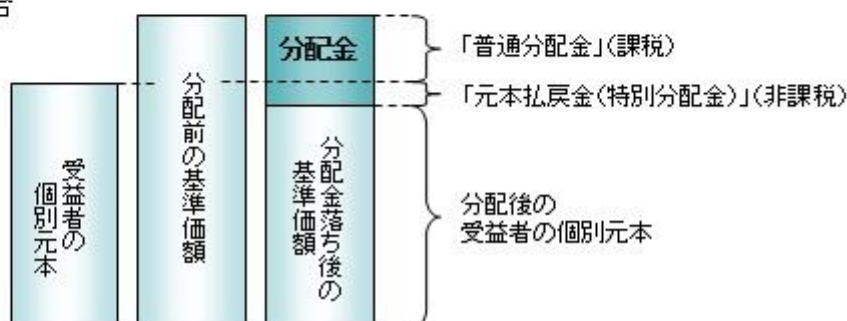 受益者の
個別元本
分配前の基準価額
分配金
分配金落ち後の
基準価額
「普通分配金」(課税)
「元本払戻金(特別分配金)」(非課税)
分配後の
受益者の個別元本